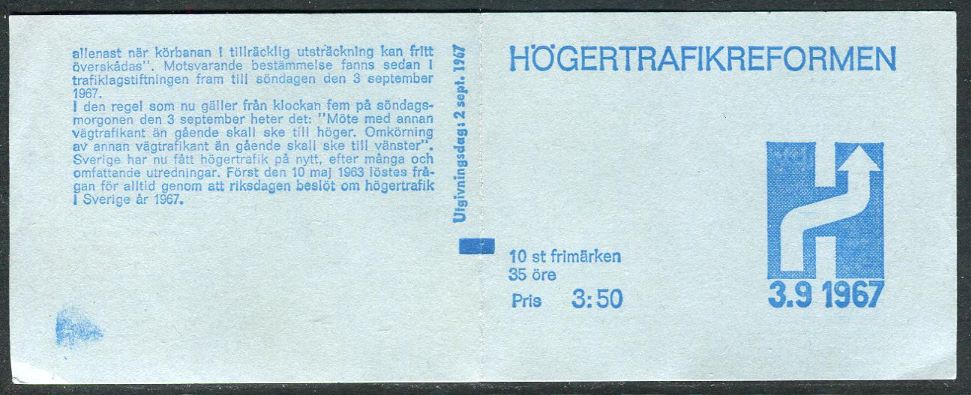 allenast när körbanan i tillräcklig utsträckning kan fritt
överskådas". Motsvarande bestämmelse fanns sedan i
trafiklagstiftningen fram till söndagen den 3 september
1967.
I den regel som nu gäller från klockan fem på söndags-
morgonen den 3 september heter det: "Möte med annan
vägtrafikant än gående skall ske till höger. Omkörning
av annan vägtrafikant än gående skall ske till vänster".
Sverige har nu fått högertrafik på nytt, efter många och
omfattande utredningar. Först den 10 maj 1963 löstes frå-
gan för alltid genom att riksdagen beslöt om högertrafik
i Sverige år 1967.
Utgivningsdag: 2 sept. 1967
HÖGERTRAFIKREFORMEN
10 st frimärken
35 öre
Pris 3:50
H
3.9 1967